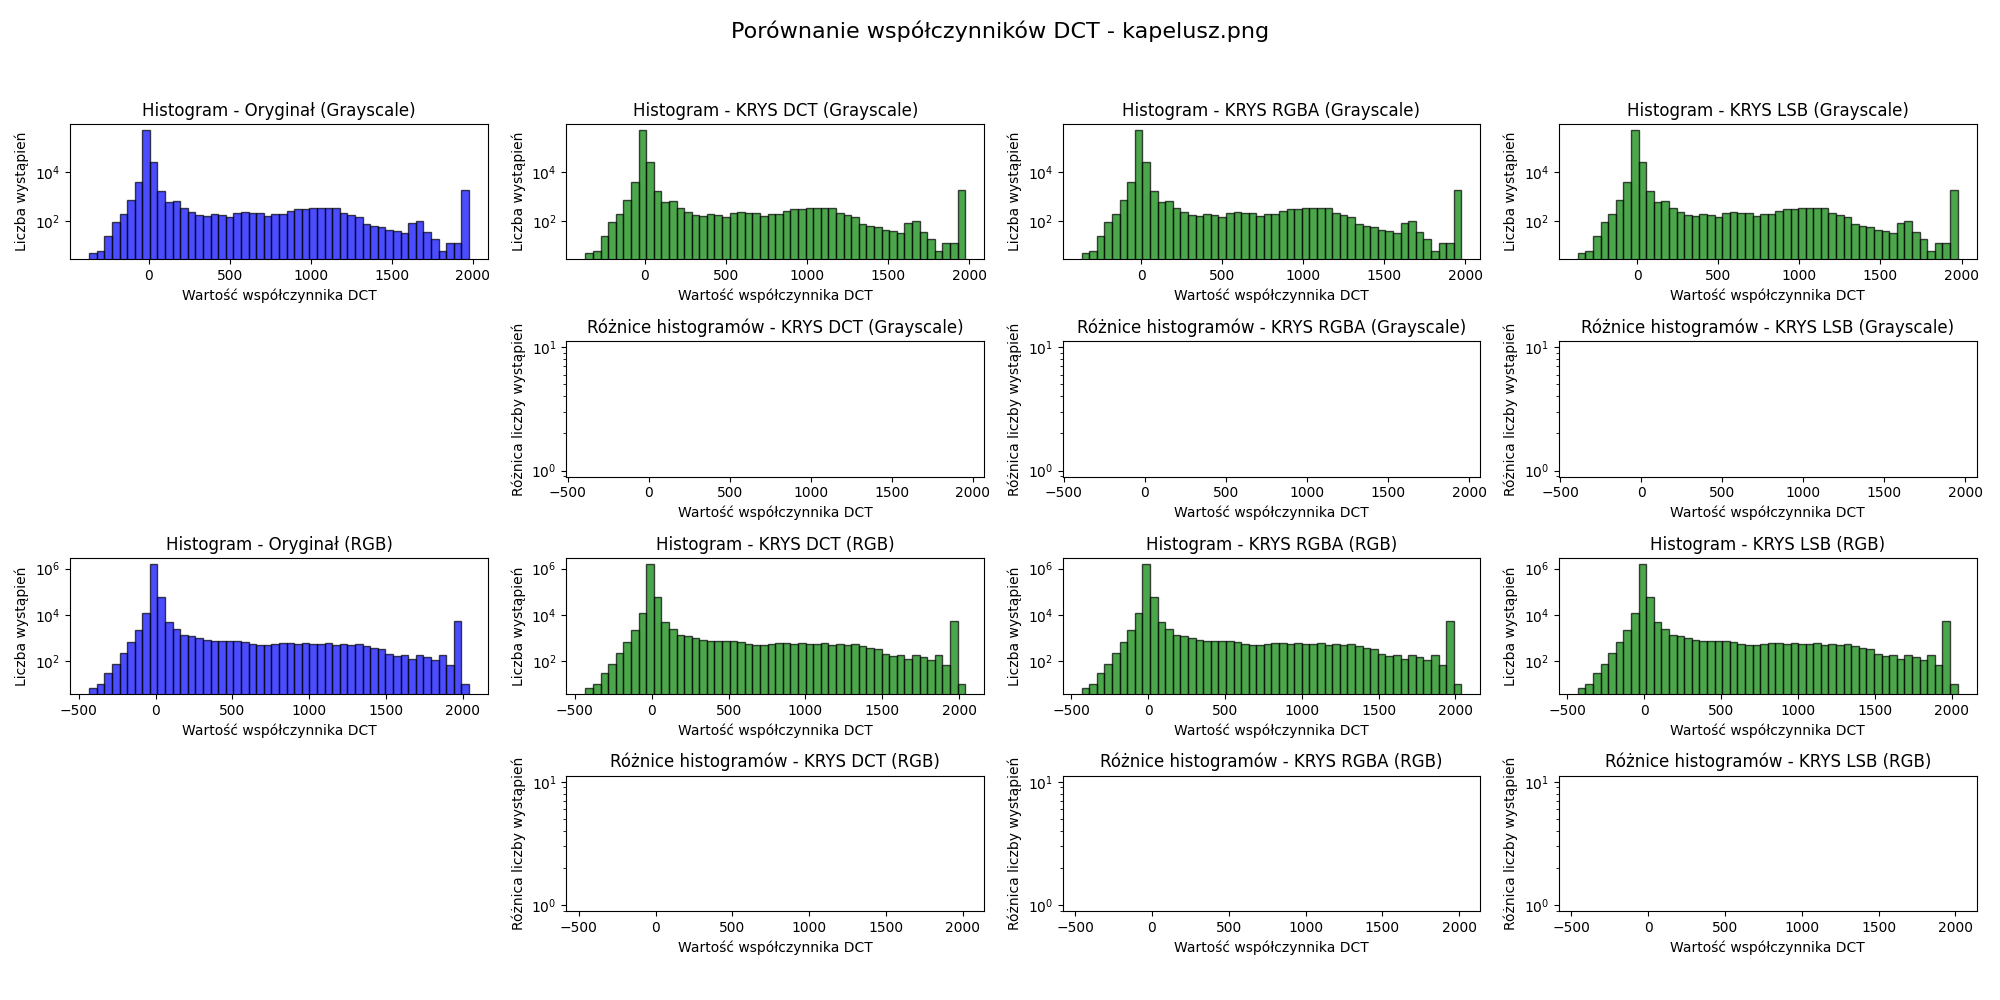 Porównanie współczynników DCT - kapelusz.png
Histogram - Oryginał (Grayscale)
Liczba wystąpień
10^4
10^2
0 500 1000 1500 2000
Wartość współczynnika DCT
Histogram - KRYS DCT (Grayscale)
Liczba wystąpień
10^4
10^2
0 500 1000 1500 2000
Wartość współczynnika DCT
Histogram - KRYS RGBA (Grayscale)
Liczba wystąpień
10^4
10^2
0 500 1000 1500 2000
Wartość współczynnika DCT
Histogram - KRYS LSB (Grayscale)
Liczba wystąpień
10^4
10^2
0 500 1000 1500 2000
Wartość współczynnika DCT
Różnice histogramów - KRYS DCT (Grayscale)
Różnica liczby wystąpień
10^1
10^0
−500 0 500 1000 1500 2000
Wartość współczynnika DCT
Różnice histogramów - KRYS RGBA (Grayscale)
Różnica liczby wystąpień
10^1
10^0
−500 0 500 1000 1500 2000
Wartość współczynnika DCT
Różnice histogramów - KRYS LSB (Grayscale)
Różnica liczby wystąpień
10^1
10^0
−500 0 500 1000 1500 2000
Wartość współczynnika DCT
Histogram - Oryginał (RGB)
Liczba wystąpień
10^6
10^4
10^2
−500 0 500 1000 1500 2000
Wartość współczynnika DCT
Histogram - KRYS DCT (RGB)
Liczba wystąpień
10^6
10^4
10^2
−500 0 500 1000 1500 2000
Wartość współczynnika DCT
Histogram - KRYS RGBA (RGB)
Liczba wystąpień
10^6
10^4
10^2
−500 0 500 1000 1500 2000
Wartość współczynnika DCT
Histogram - KRYS LSB (RGB)
Liczba wystąpień
10^6
10^4
10^2
−500 0 500 1000 1500 2000
Wartość współczynnika DCT
Różnice histogramów - KRYS DCT (RGB)
Różnica liczby wystąpień
10^1
10^0
−500 0 500 1000 1500 2000
Wartość współczynnika DCT
Różnice histogramów - KRYS RGBA (RGB)
Różnica liczby wystąpień
10^1
10^0
−500 0 500 1000 1500 2000
Wartość współczynnika DCT
Różnice histogramów - KRYS LSB (RGB)
Różnica liczby wystąpień
10^1
10^0
−500 0 500 1000 1500 2000
Wartość współczynnika DCT